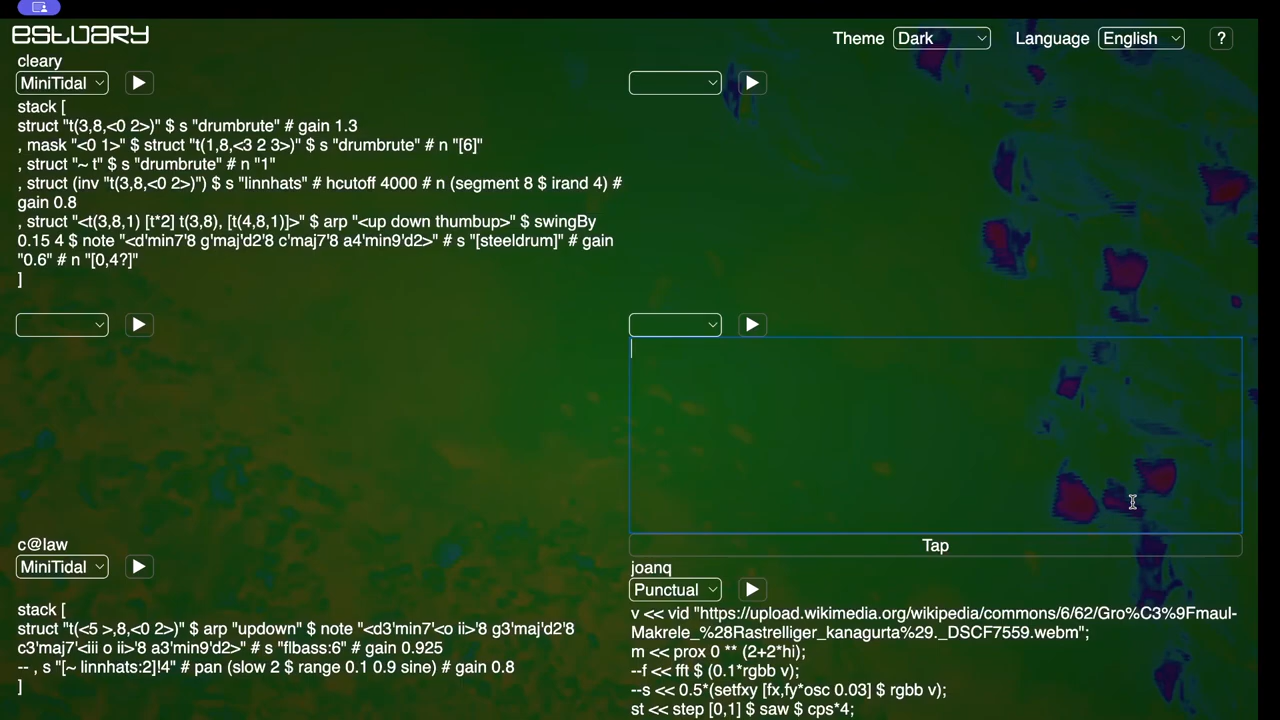 estuary
Theme Dark Language English ?
cleary
MiniTidal
stack [
struct "t(3,8,<0 2>)" $ s "drumbrute" # gain 1.3
, mask "<0 1>" $ struct "t(1,8,<3 2 3>)" $ s "drumbrute" # n "[6]"
, struct "~ t" $ s "drumbrute" # n "1"
, struct (inv "t(3,8,<0 2>)") $ s "linnhats" # hcutoff 4000 # n (segment 8 $ irand 4) #
gain 0.8
, struct "<t(3,8,1) [t*2] t(3,8), [t(4,8,1)]>" $ arp "<up down thumbup>" $ swingBy
0.15 4 $ note "<d'min7'8 g'maj'd2'8 c'maj7'8 a4'min9'd2>" # s "[steeldrum]" # gain
"0.6" # n "[0,4?]"
]
c@law
MiniTidal
stack [
struct "t(<5 >,8,<0 2>)" $ arp "updown" $ note "<d3'min7'<o ii>'8 g3'maj'd2'8
c3'maj7'<iii o ii>'8 a3'min9'd2>" # s "flbass:6" # gain 0.925
-- , s "[~ linnhats:2]!4" # pan (slow 2 $ range 0.1 0.9 sine) # gain 0.8
]
Tap
joanq
Punctual
v << vid "https://upload.wikimedia.org/wikipedia/commons/6/62/Gro%C3%9Fmaul-
Makrele_%28Rastrelliger_kanagurta%29._DSCF7559.webm";
m << prox 0 ** (2+2*hi);
--f << fft $ (0.1*rgbb v);
--s << 0.5*(setfxy [fx,fy*osc 0.03] $ rgbb v);
st << step [0,1] $ saw $ cps*4;